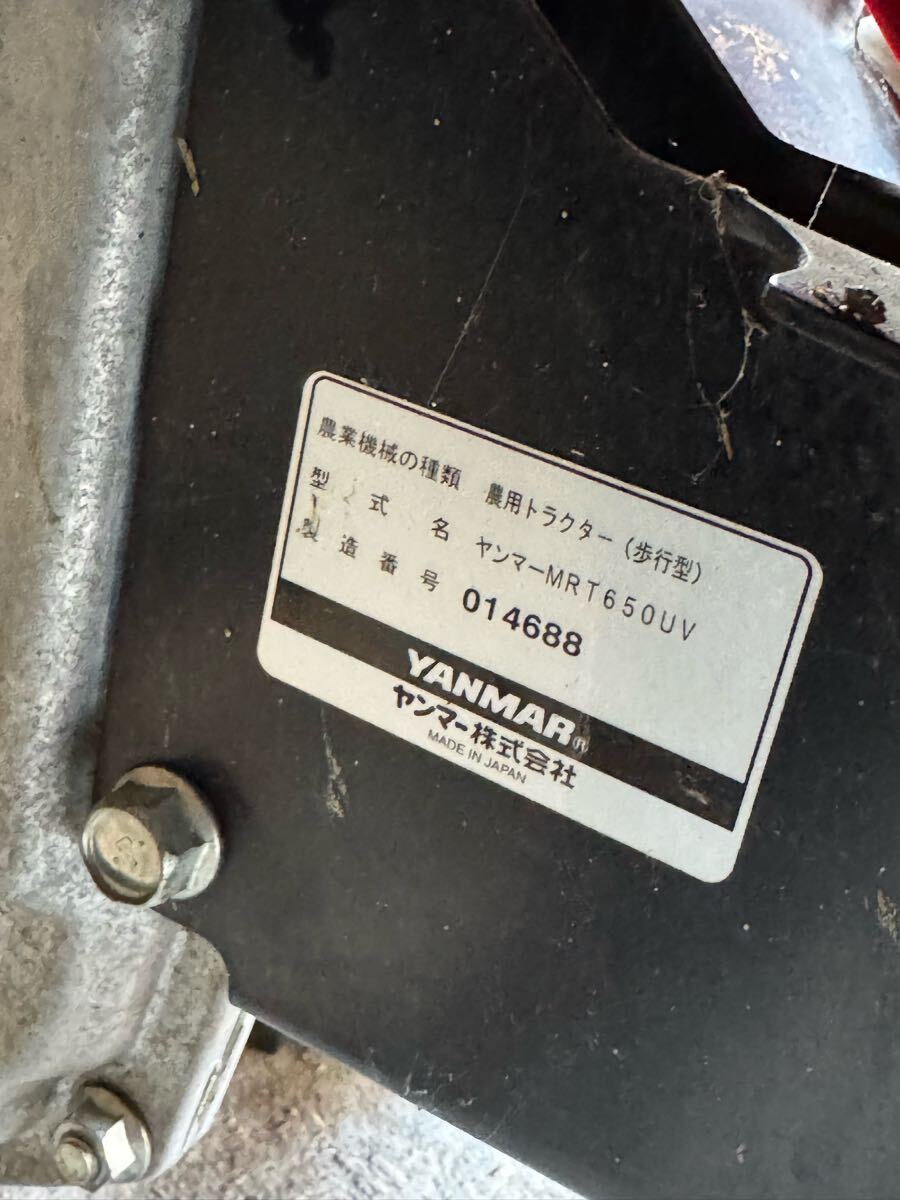 農業機械の種類 農用トラクター(歩行型)
型式名 ヤンマーMRT650UV
製造番号 014688
YANMAR®
ヤンマー株式会社
MADE IN JAPAN